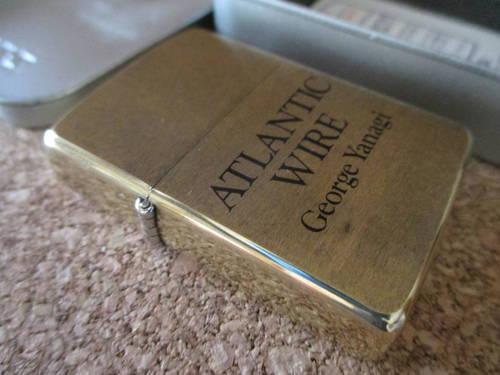 ATLANTIC
WIRE
George Yanagi